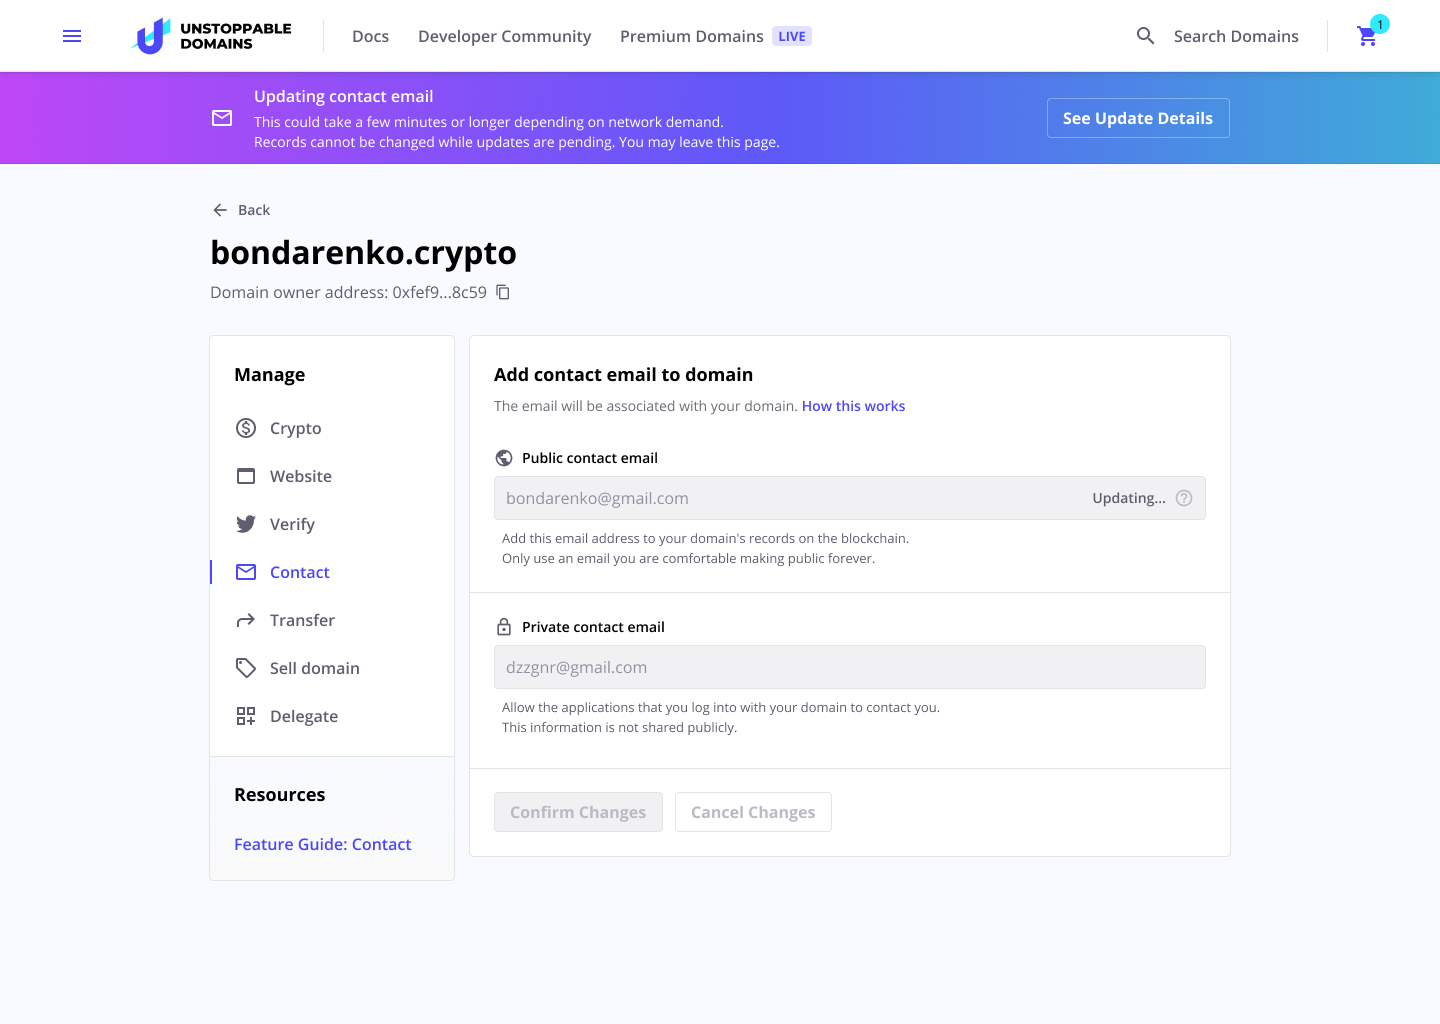 UNSTOPPABLE
DOMAINS
Docs
Developer Community
Premium Domains LIVE
Search Domains
1
Updating contact email
This could take a few minutes or longer depending on network demand.
Records cannot be changed while updates are pending. You may leave this page.
See Update Details
Back
bondarenko.crypto
Domain owner address: 0xfef9...8c59
Manage
Crypto
Website
Verify
Contact
Transfer
Sell domain
Delegate
Resources
Feature Guide: Contact
Add contact email to domain
The email will be associated with your domain. How this works
Public contact email
bondarenko@gmail.com
Updating...
Add this email address to your domain's records on the blockchain.
Only use an email you are comfortable making public forever.
Private contact email
dzzgnr@gmail.com
Allow the applications that you log into with your domain to contact you.
This information is not shared publicly.
Confirm Changes
Cancel Changes